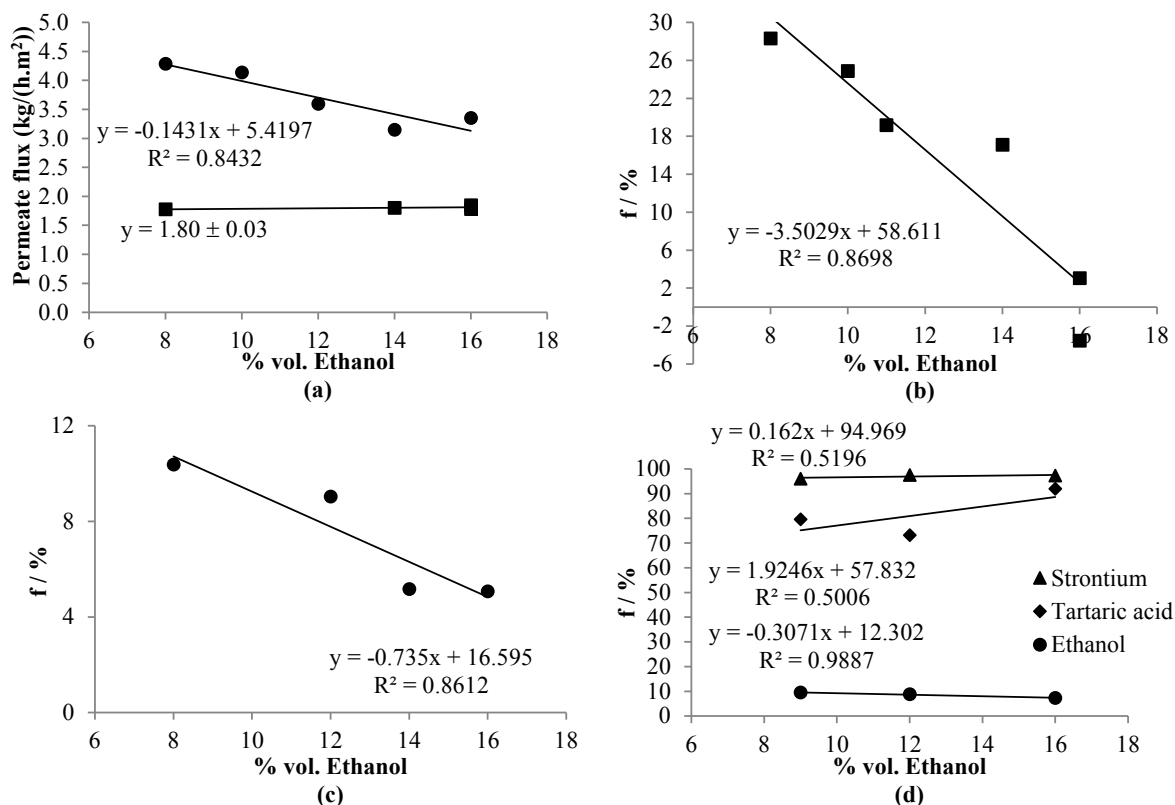 5.0
4.5
4.0
3.5
3.0
2.5
2.0
1.5
1.0
0.5
0.0
Permeate flux (kg/(h.m²))
y = -0.1431x + 5.4197
R² = 0.8432
y = 1.80 ± 0.03
6 8 10 12 14 16 18
% vol. Ethanol
(a)
30
26
22
18
14
10
6
2
-2
-6
f / %
y = -3.5029x + 58.611
R² = 0.8698
6 8 10 12 14 16 18
% vol. Ethanol
(b)
12
8
4
0
f / %
y = -0.735x + 16.595
R² = 0.8612
6 8 10 12 14 16 18
% vol. Ethanol
(c)
y = 0.162x + 94.969
R² = 0.5196
100
90
80
70
60
50
40
30
20
10
0
f / %
y = 1.9246x + 57.832
R² = 0.5006
y = -0.3071x + 12.302
R² = 0.9887
Strontium
Tartaric acid
Ethanol
6 8 10 12 14 16 18
% vol. Ethanol
(d)